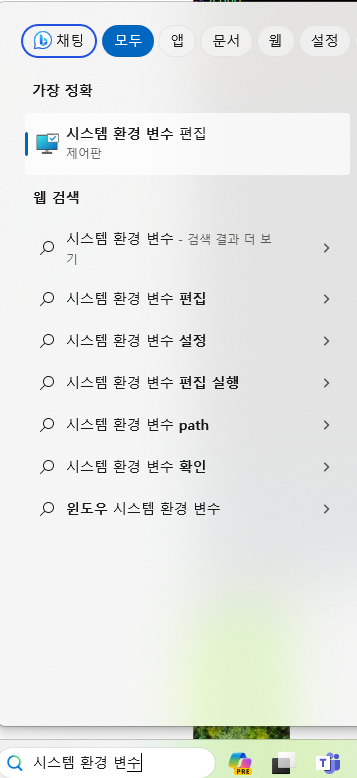 채팅 모두 앱 문서 웹 설정
가장 정확
시스템 환경 변수 편집
제어판
웹 검색
시스템 환경 변수 - 검색 결과 더 보
기
시스템 환경 변수 편집
시스템 환경 변수 설정
시스템 환경 변수 편집 실행
시스템 환경 변수 path
시스템 환경 변수 확인
윈도우 시스템 환경 변수
시스템 환경 변수
PRE